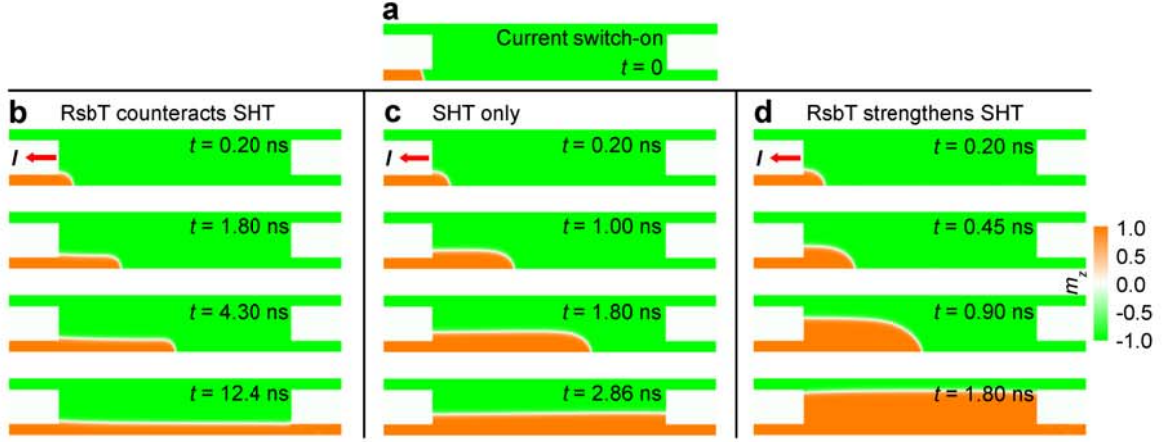 a
Current switch-on
t = 0
b RsbT counteracts SHT
I
t = 0.20 ns
t = 1.80 ns
t = 4.30 ns
t = 12.4 ns
c SHT only
I
t = 0.20 ns
t = 1.00 ns
t = 1.80 ns
t = 2.86 ns
d RsbT strengthens SHT
I
t = 0.20 ns
t = 0.45 ns
t = 0.90 ns
t = 1.80 ns
mz
1.0
0.5
0.0
-0.5
-1.0